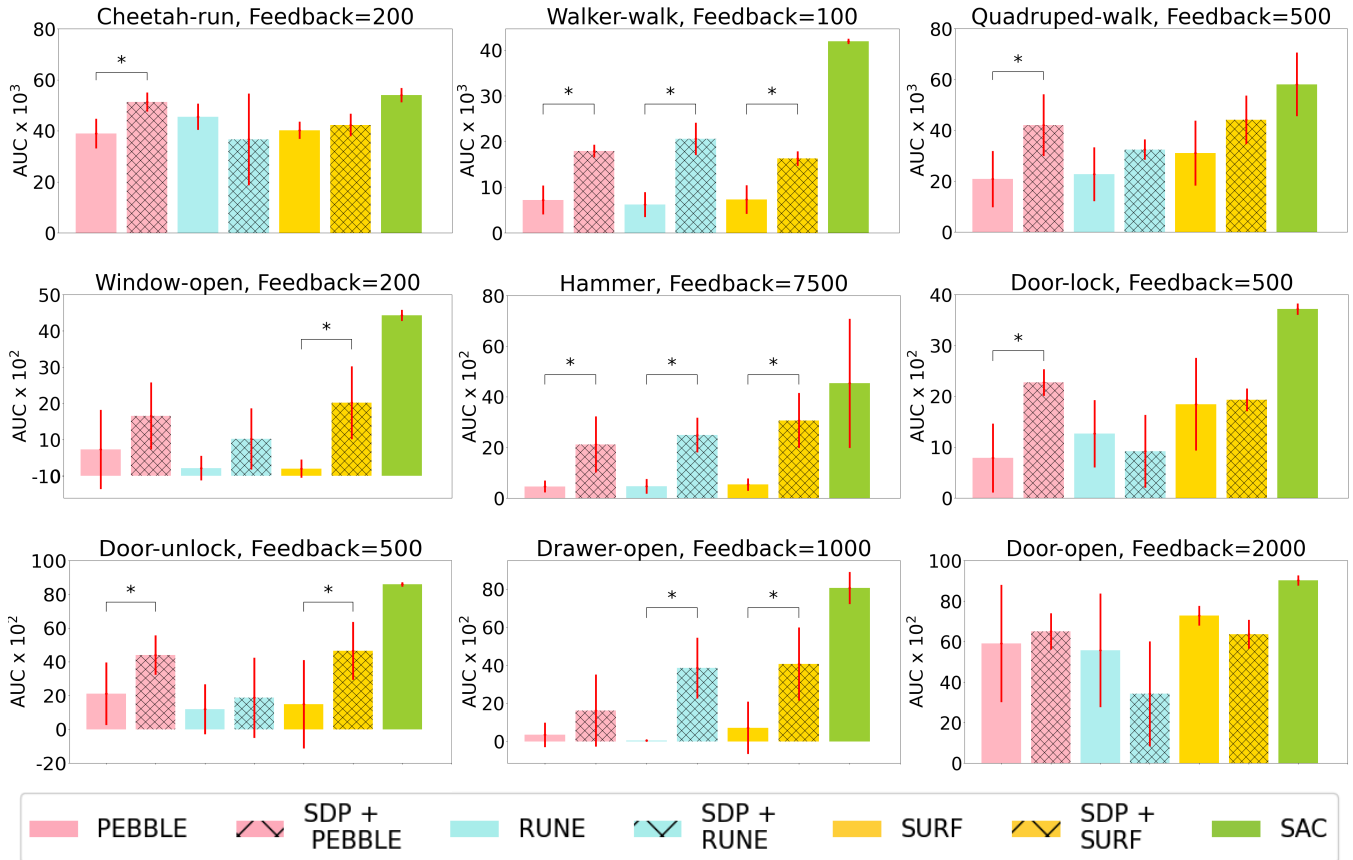 Cheetah-run, Feedback=200
Walker-walk, Feedback=100
Quadruped-walk, Feedback=500
AUC x 10³
80
60
40
20
0
*
AUC x 10³
40
30
20
10
0
*
*
*
AUC x 10³
80
60
40
20
0
*
Window-open, Feedback=200
Hammer, Feedback=7500
Door-lock, Feedback=500
AUC x 10²
50
40
30
20
10
-10
*
AUC x 10²
80
60
40
20
0
*
*
*
AUC x 10²
40
30
20
10
0
*
Door-unlock, Feedback=500
Drawer-open, Feedback=1000
Door-open, Feedback=2000
AUC x 10²
100
80
60
40
20
0
-20
*
*
AUC x 10²
80
60
40
20
0
*
*
AUC x 10²
100
80
60
40
20
0
PEBBLE
SDP +
PEBBLE
RUNE
SDP +
RUNE
SURF
SDP +
SURF
SAC